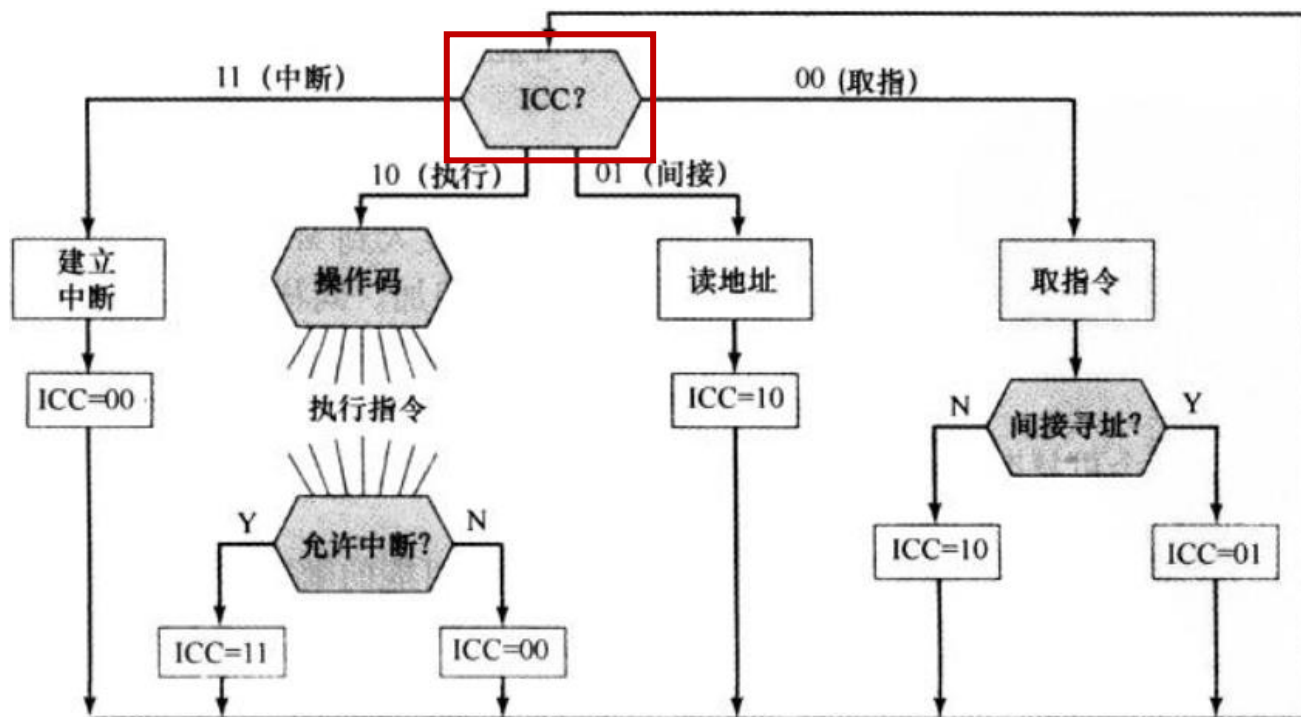 ICC?
11 (中断)
00 (取指)
10 (执行)
01 (间接)
建立
中断
操作码
读地址
取指令
ICC=00
执行指令
ICC=10
N
间接寻址?
Y
Y
允许中断?
N
ICC=10
ICC=01
ICC=11
ICC=00